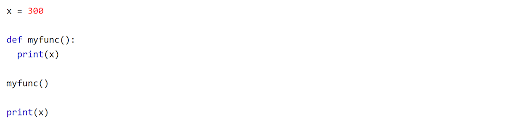 x = 300

def myfunc():
  print(x)

myfunc()

print(x)